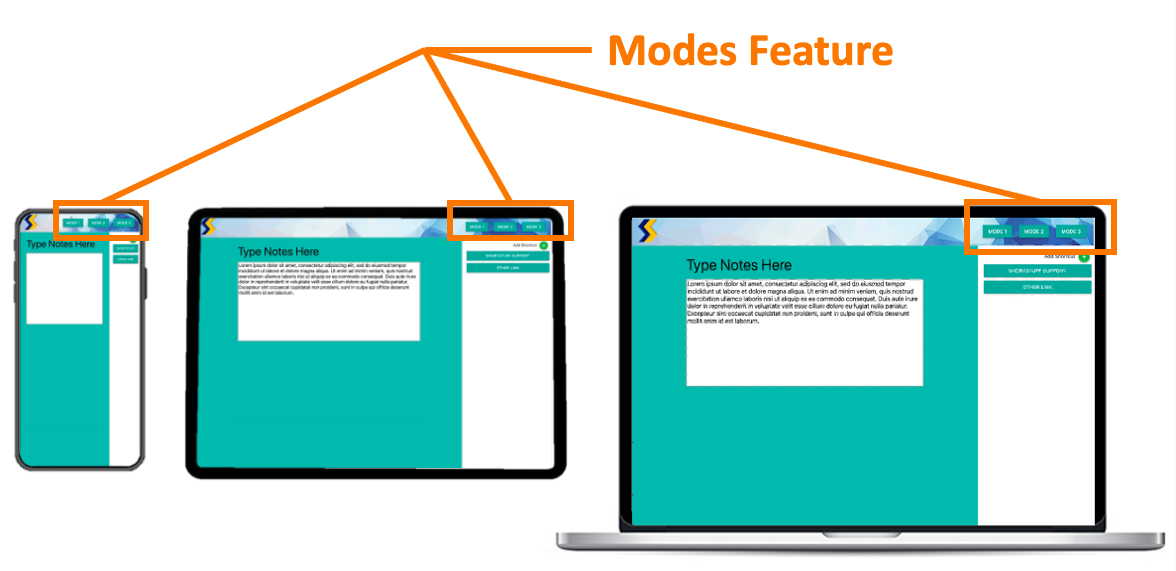 Modes Feature
MODE 1 MODE 2 MODE 3
Type Notes Here
SHORTCUTS
OTHER LINK
MODE 1 MODE 2 MODE 3
Add Shortcut +
Type Notes Here
SHORTSTUFF SUPPORT
OTHER LINK
Lorem ipsum dolor sit amet, consectetur adipiscing elit, sed do eiusmod tempor
incididunt ut labore et dolore magna aliqua. Ut enim ad minim veniam, quis nostrud
exercitation ullamco laboris nisi ut aliquip ex ea commodo consequat. Duis aute irure
dolor in reprehenderit in voluptate velit esse cillum dolore eu fugiat nulla pariatur.
Excepteur sint occaecat cupidatat non proident, sunt in culpa qui officia deserunt
mollit anim id est laborum.
MODE 1 MODE 2 MODE 3
Add Shortcut +
Type Notes Here
SHORTSTUFF SUPPORT
OTHER LINK
Lorem ipsum dolor sit amet, consectetur adipiscing elit, sed do eiusmod tempor
incididunt ut labore et dolore magna aliqua. Ut enim ad minim veniam, quis nostrud
exercitation ullamco laboris nisi ut aliquip ex ea commodo consequat. Duis aute irure
dolor in reprehenderit in voluptate velit esse cillum dolore eu fugiat nulla pariatur.
Excepteur sint occaecat cupidatat non proident, sunt in culpa qui officia deserunt
mollit anim id est laborum.